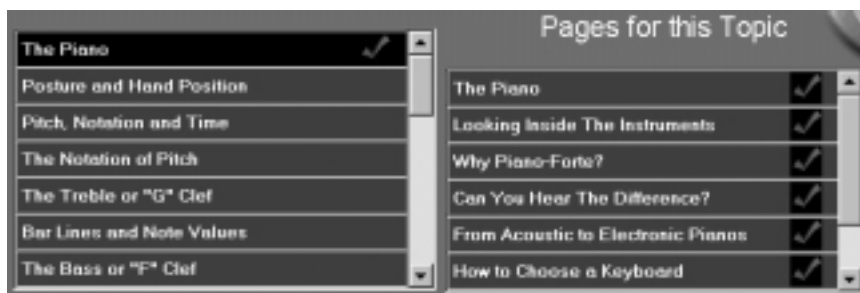 The Piano
Posture and Hand Position
Pitch, Notation and Time
The Notation of Pitch
The Treble or "G" Clef
Bar Lines and Note Values
The Bass or "F" Clef
Pages for this Topic
The Piano
Looking Inside The Instruments
Why Piano-Forte?
Can You Hear The Difference?
From Acoustic to Electronic Pianos
How to Choose a Keyboard